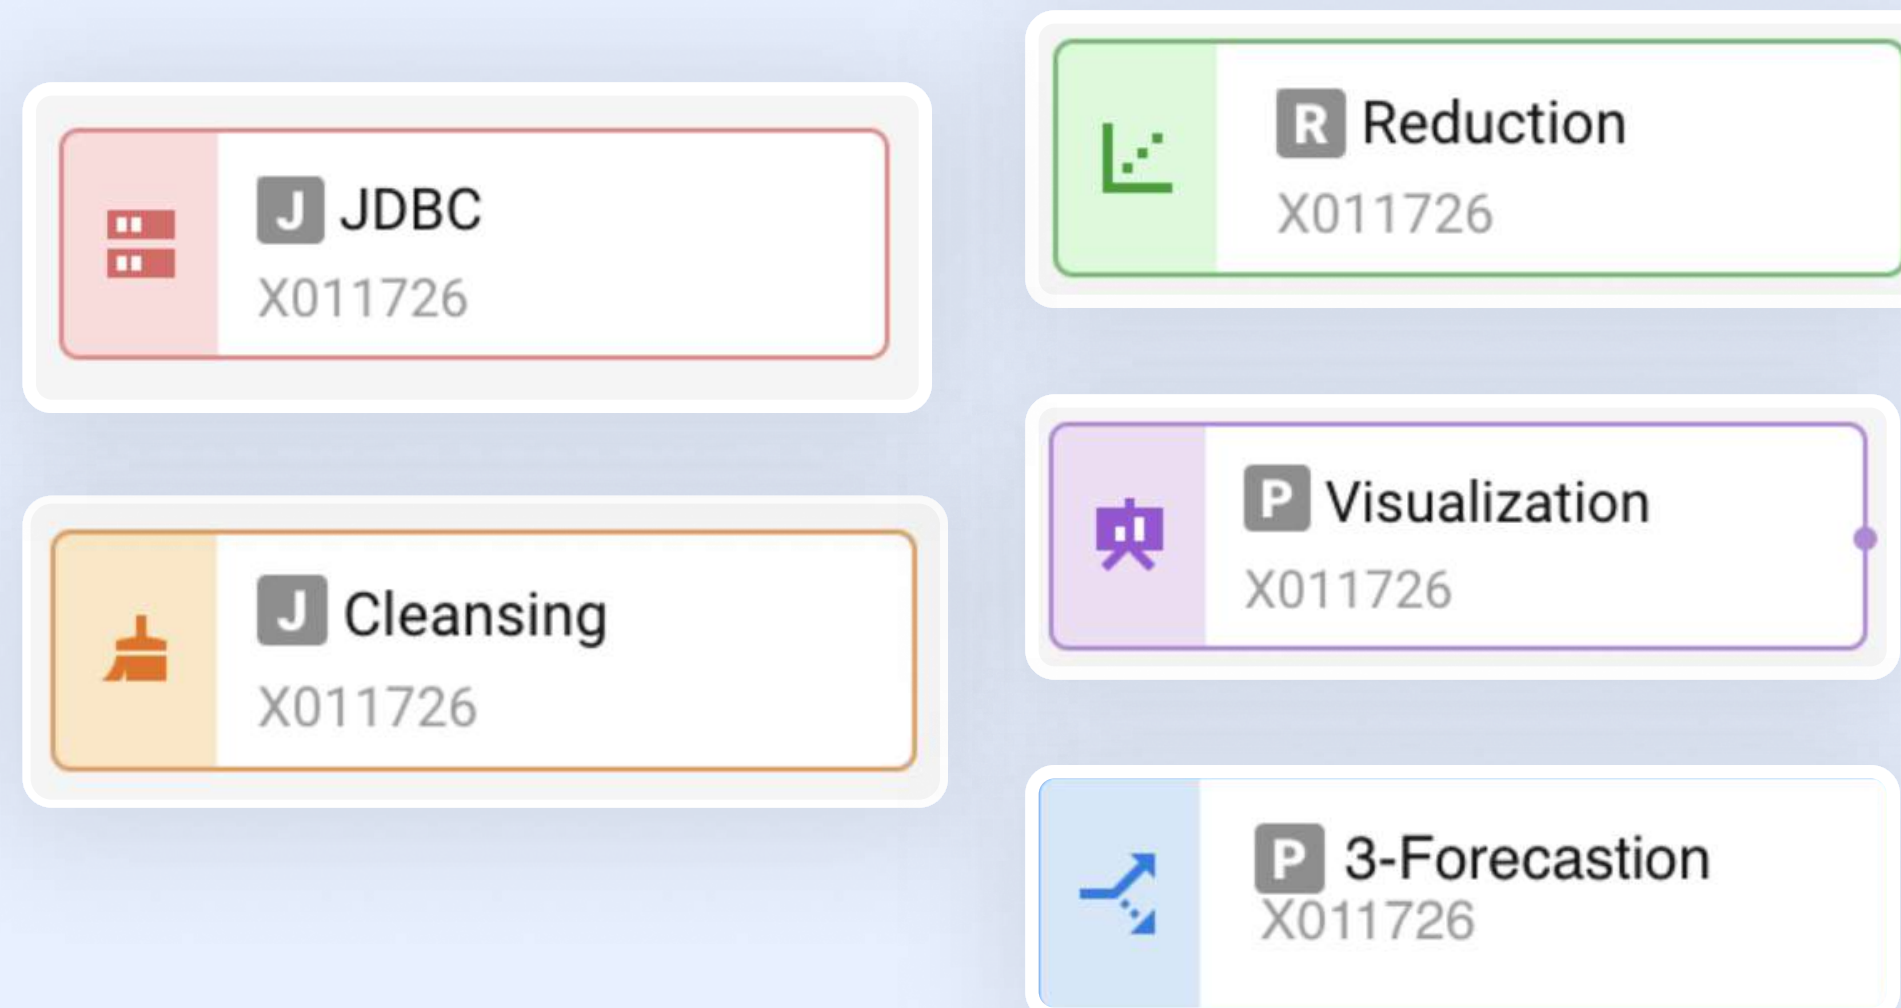 J JDBC
X011726
J Cleansing
X011726
R Reduction
X011726
P Visualization
X011726
P 3-Forecastion
X011726